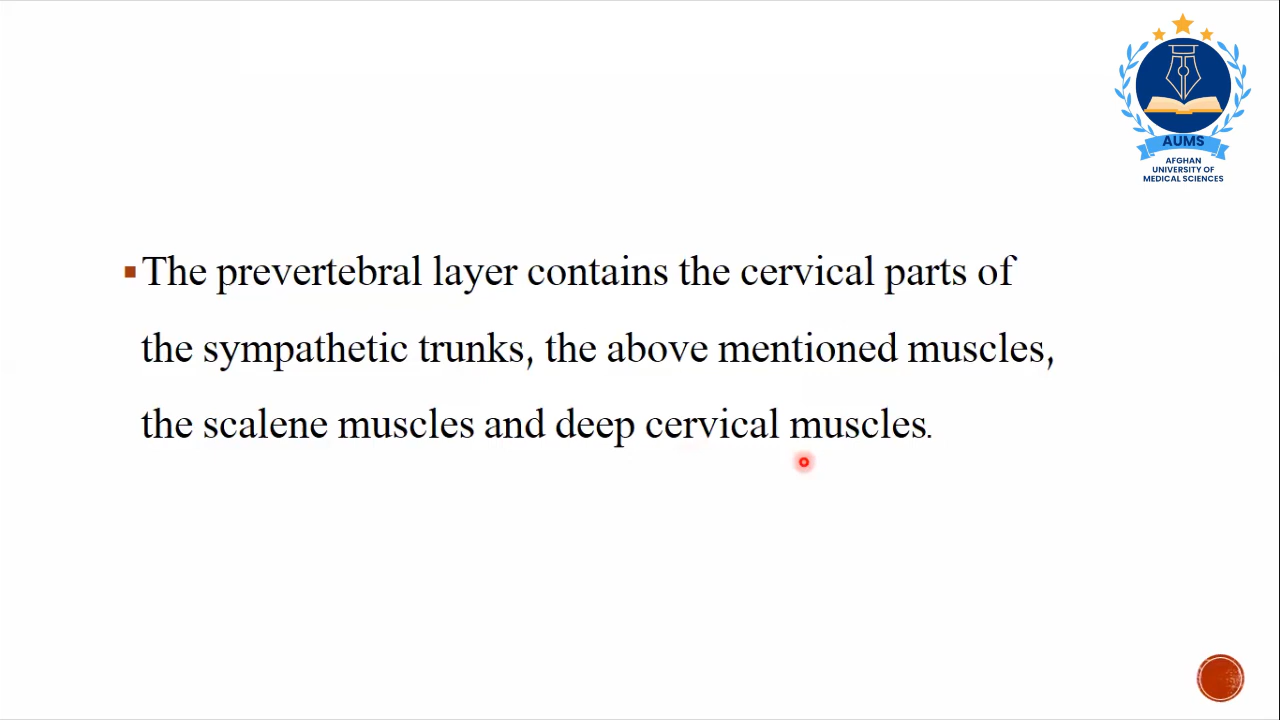 AUMS
AFGHAN
UNIVERSITY OF
MEDICAL SCIENCES
The prevertebral layer contains the cervical parts of
the sympathetic trunks, the above mentioned muscles,
the scalene muscles and deep cervical muscles.